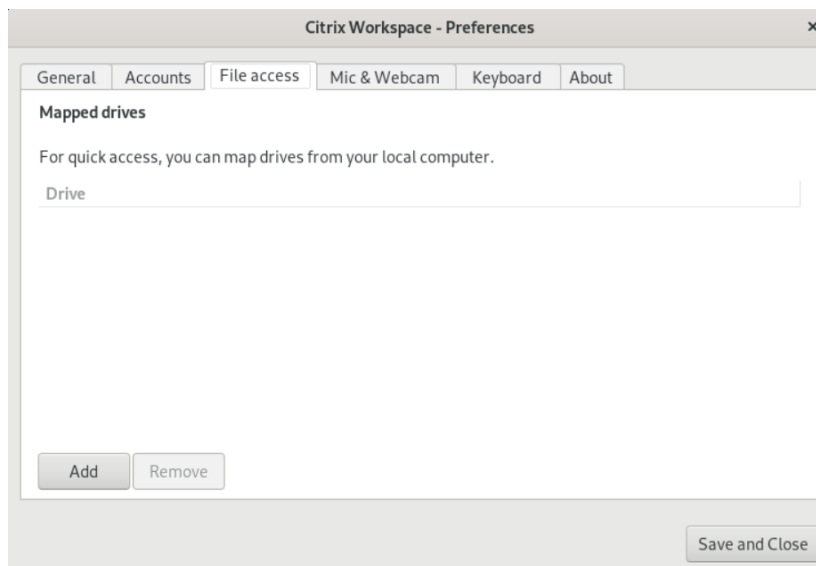 Citrix Workspace - Preferences ×
General Accounts File access Mic & Webcam Keyboard About
Mapped drives
For quick access, you can map drives from your local computer.
Drive
Add Remove
Save and Close